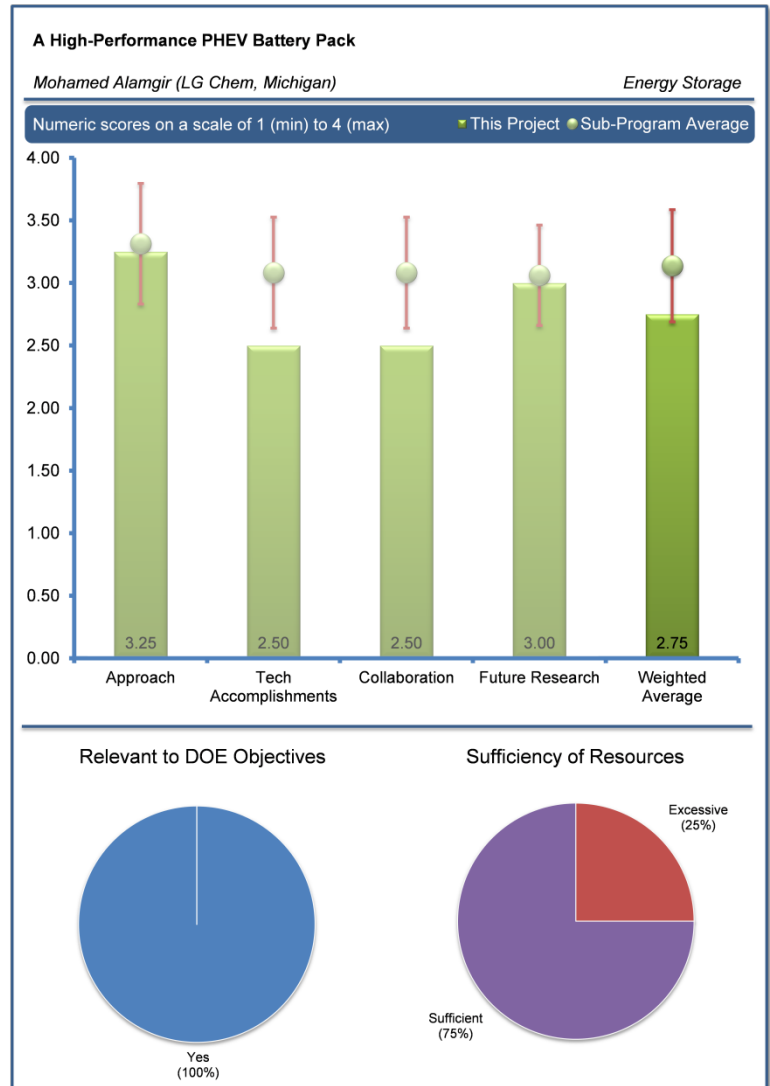 A High-Performance PHEV Battery Pack
Mohamed Alamgir (LG Chem, Michigan) Energy Storage
Numeric scores on a scale of 1 (min) to 4 (max) This Project Sub-Program Average
4.00
3.50
3.00
2.50
2.00
1.50
1.00
0.50
0.00
3.25 2.50 2.50 3.00 2.75
Approach Tech Accomplishments Collaboration Future Research Weighted Average
Relevant to DOE Objectives
Yes
(100%)
Sufficiency of Resources
Excessive
(25%)
Sufficient
(75%)